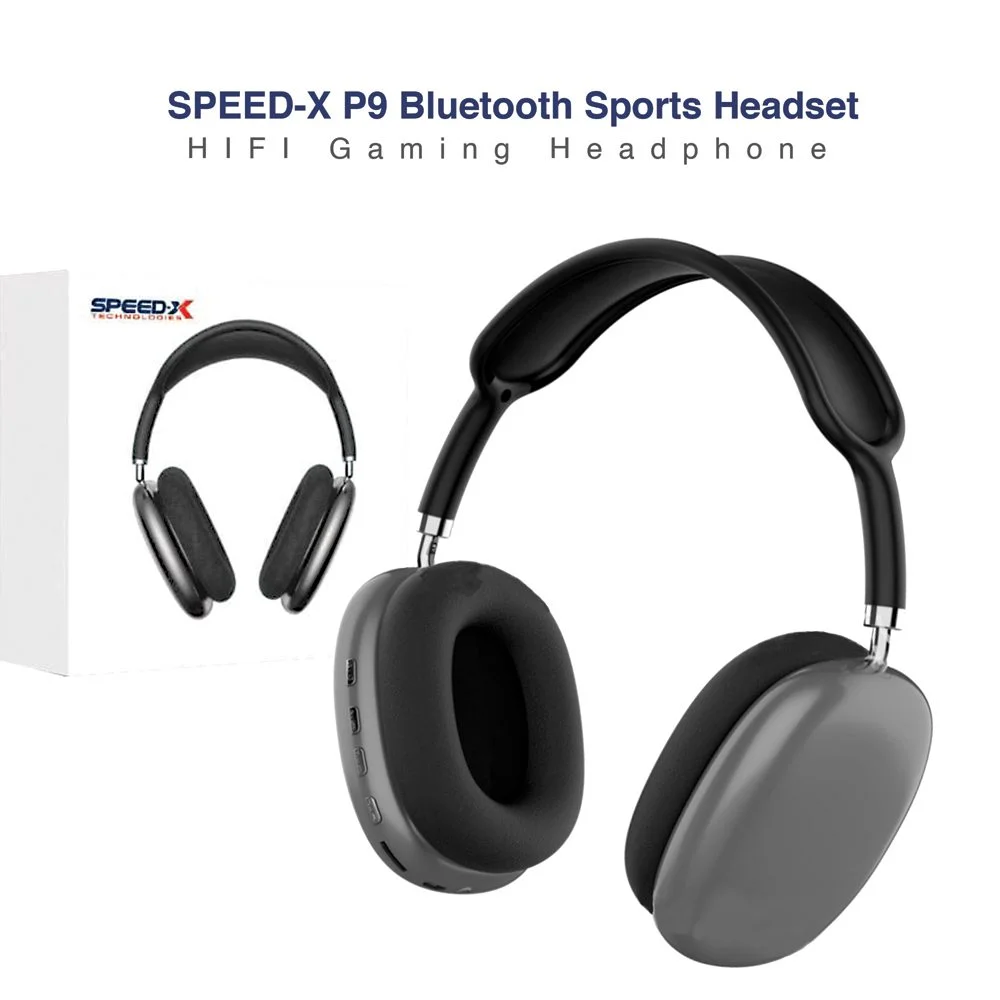 SPEED-X P9 Bluetooth Sports Headset
HIFI Gaming Headphone
SPEED-X
TECHNOLOGIES